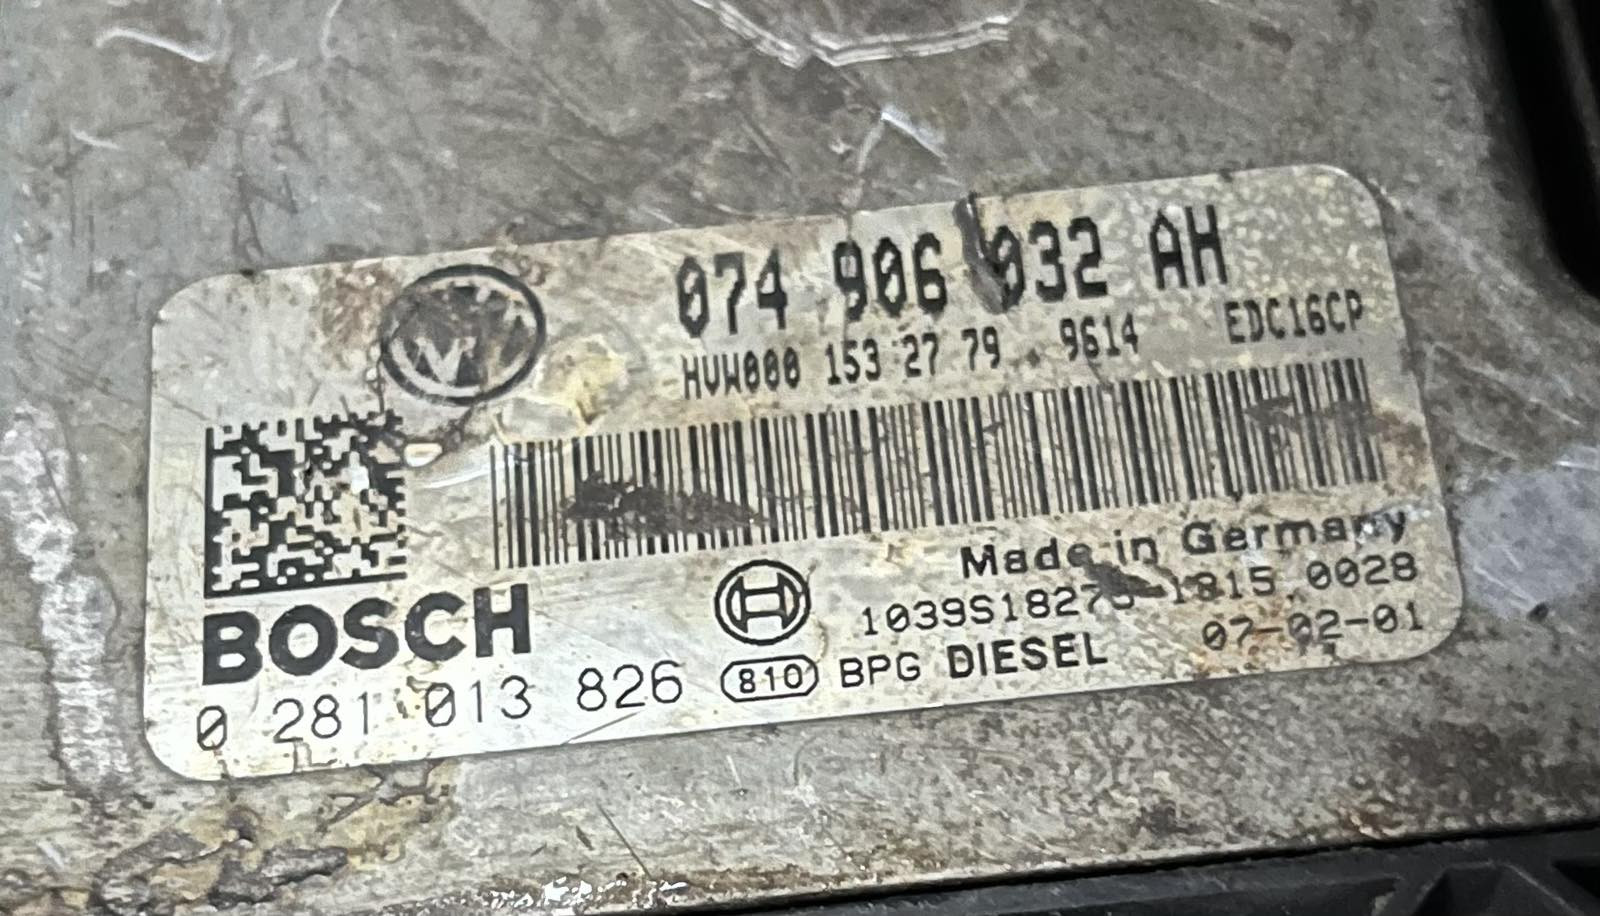 074 906 032 AH
HVW000 153 27 79 9614 EDC16CP
Made in Germany
1815 0028
BOSCH
0 281 013 826 810 BPG DIESEL 07-02-01